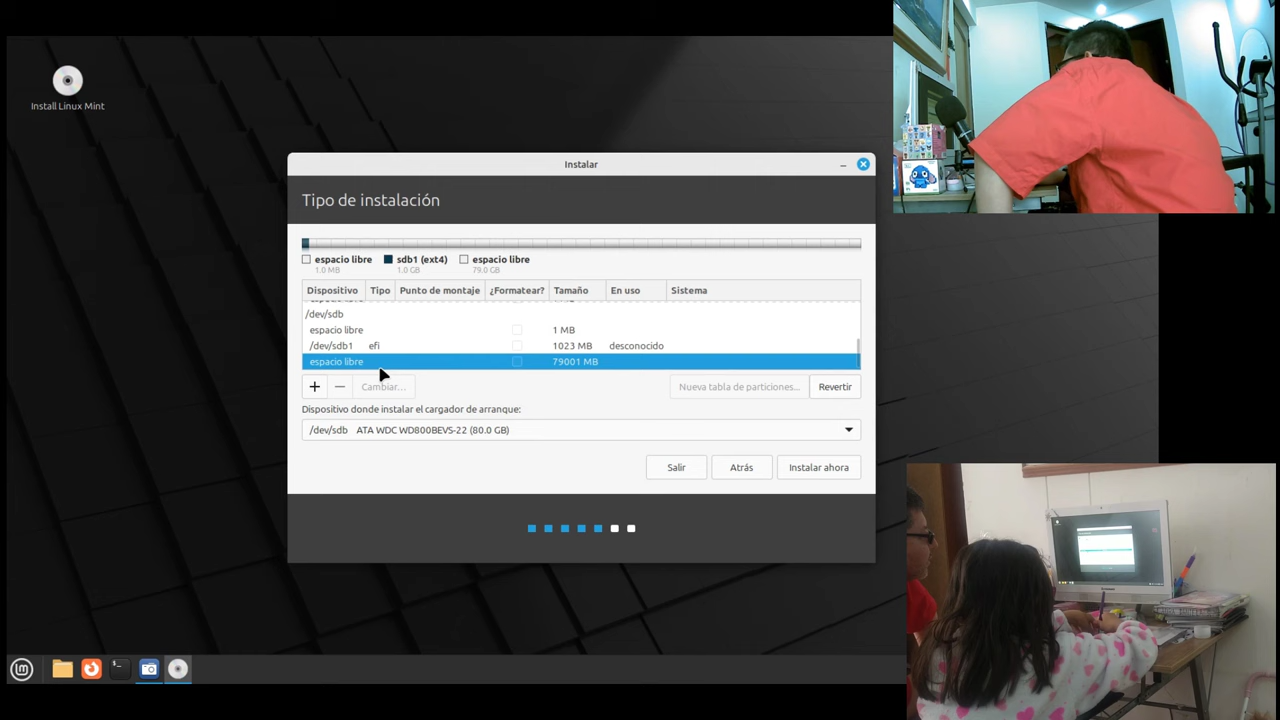 Install Linux Mint
Instalar
Tipo de instalación
espacio libre sdb1 (ext4) espacio libre
1.0 MB 1.0 GB 79.0 GB
Dispositivo Tipo Punto de montaje ¿Formatear? Tamaño En uso Sistema
/dev/sdb
espacio libre 1 MB
/dev/sdb1 efi 1023 MB desconocido
espacio libre 79001 MB
+ − Cambiar... Nueva tabla de particiones... Revertir
Dispositivo donde instalar el cargador de arranque:
/dev/sdb ATA WDC WD800BEVS-22 (80.0 GB)
Salir Atrás Instalar ahora